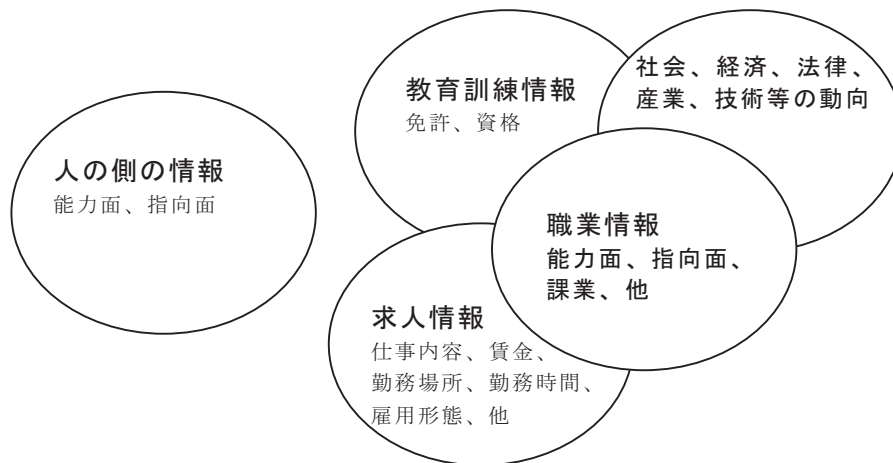 人の側の情報
能力面、指向面
教育訓練情報
免許、資格
社会、経済、法律、
産業、技術等の動向
職業情報
能力面、指向面、
課業、他
求人情報
仕事内容、賃金、
勤務場所、勤務時間、
雇用形態、他